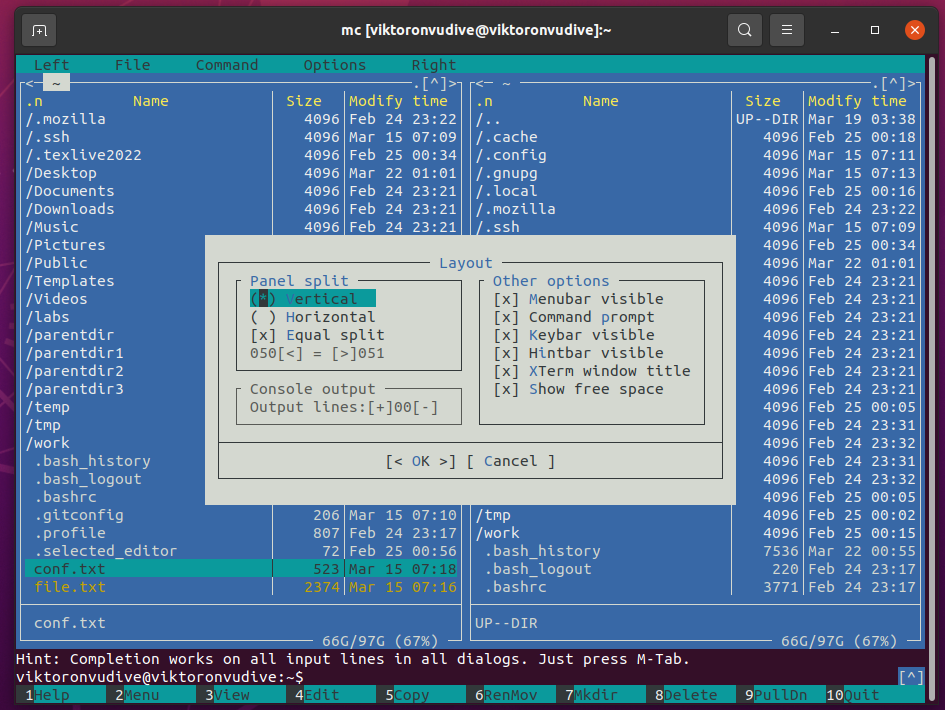 mc [viktoronvudive@viktoronvudive]:~
Left File Command Options Right
<─ ~ .[^]>
.n Name Size Modify time
/.mozilla 4096 Feb 24 23:22
/.ssh 4096 Mar 15 07:09
/.texlive2022 4096 Feb 25 00:34
/Desktop 4096 Mar 22 01:01
/Documents 4096 Feb 24 23:21
/Downloads 4096 Feb 24 23:21
/Music 4096 Feb 24 23:21
/Pictures
/Public
/Templates
/Videos
/labs
/parentdir
/parentdir1
/parentdir2
/parentdir3
/temp
/tmp
/work
.bash_history
.bash_logout
.bashrc
.gitconfig 206 Mar 15 07:10
.profile 807 Feb 24 23:17
.selected_editor 72 Feb 25 00:56
conf.txt 523 Mar 15 07:18
file.txt 2374 Mar 15 07:16
conf.txt
66G/97G (67%)
<─ ~ .[^]>
.n Name Size Modify time
/.. UP--DIR Mar 19 03:38
/.cache 4096 Feb 25 00:18
/.config 4096 Mar 15 07:11
/.gnupg 4096 Mar 15 07:13
/.local 4096 Feb 25 00:16
/.mozilla 4096 Feb 24 23:22
/.ssh 4096 Mar 15 07:09
4096 Feb 25 00:34
4096 Mar 22 01:01
4096 Feb 24 23:21
4096 Feb 24 23:21
4096 Feb 24 23:21
4096 Feb 24 23:21
4096 Feb 24 23:21
4096 Feb 24 23:21
4096 Feb 24 23:21
4096 Feb 25 00:05
4096 Feb 24 23:31
4096 Feb 24 23:32
4096 Feb 24 23:31
4096 Feb 24 23:32
4096 Feb 25 00:05
/tmp 4096 Feb 25 00:02
/work 4096 Feb 25 00:15
.bash_history 7536 Mar 22 00:55
.bash_logout 220 Feb 24 23:17
.bashrc 3771 Feb 24 23:17
UP--DIR
66G/97G (67%)
Layout
Panel split
(*) Vertical
( ) Horizontal
[x] Equal split
050[<] = [>]051
Console output
Output lines:[+]00[-]
Other options
[x] Menubar visible
[x] Command prompt
[x] Keybar visible
[x] Hintbar visible
[x] XTerm window title
[x] Show free space
[< OK >] [ Cancel ]
Hint: Completion works on all input lines in all dialogs. Just press M-Tab.
viktoronvudive@viktoronvudive:~$ [^]
1Help 2Menu 3View 4Edit 5Copy 6RenMov 7Mkdir 8Delete 9PullDn 10Quit